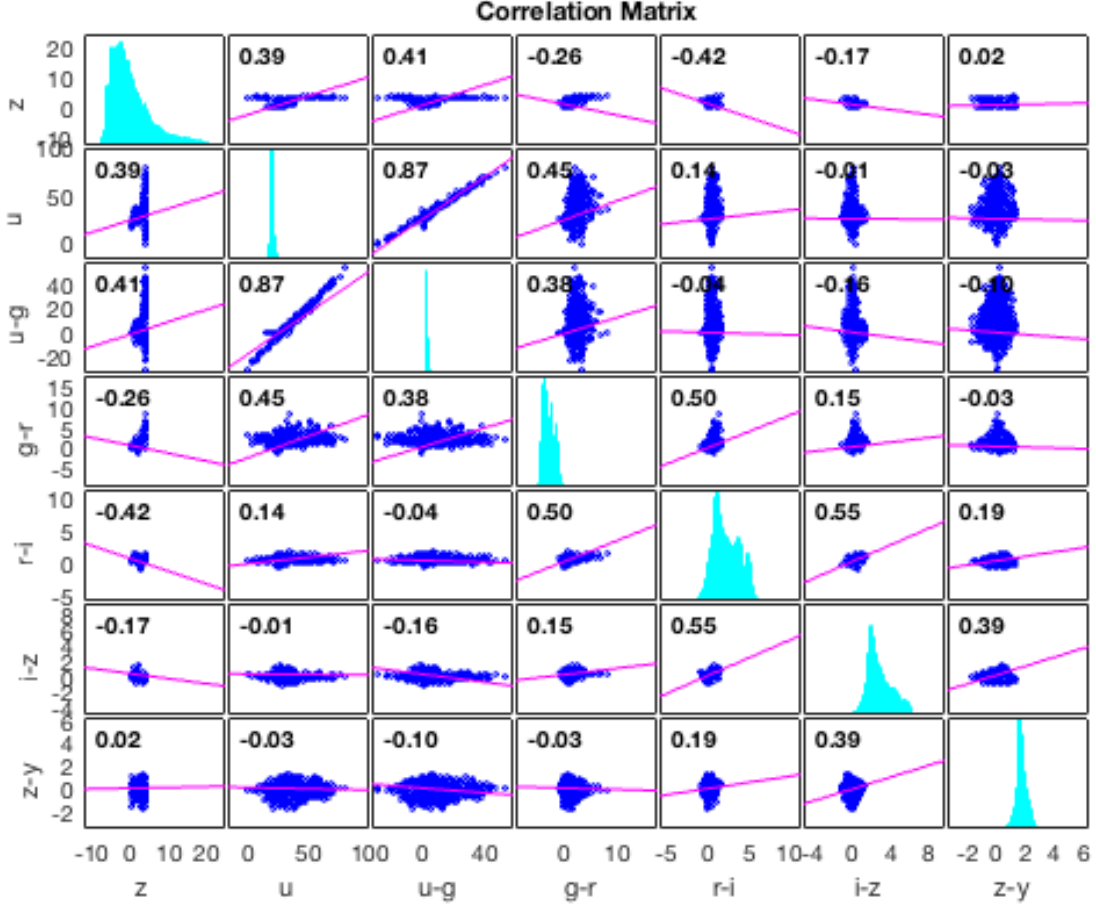 Correlation Matrix
z 20 10 0 -10 0.39 0.41 -0.26 -0.42 -0.17 0.02
u 100 50 0 0.39 0.87 0.45 0.14 -0.01 -0.03
u-g 40 20 0 -20 0.41 0.87 0.38 -0.04 -0.16 -0.10
g-r 15 10 5 0 -5 -0.26 0.45 0.38 0.50 0.15 -0.03
r-i 10 5 0 -5 -0.42 0.14 -0.04 0.50 0.55 0.19
i-z 8 6 4 2 0 -2 -4 -0.17 -0.01 -0.16 0.15 0.55 0.39
z-y 6 4 2 0 -2 0.02 -0.03 -0.10 -0.03 0.19 0.39
-10 0 10 20 0 50 100 0 40 0 10 -5 0 5 10 -4 0 4 8 -2 0 2 4 6
z u u-g g-r r-i i-z z-y